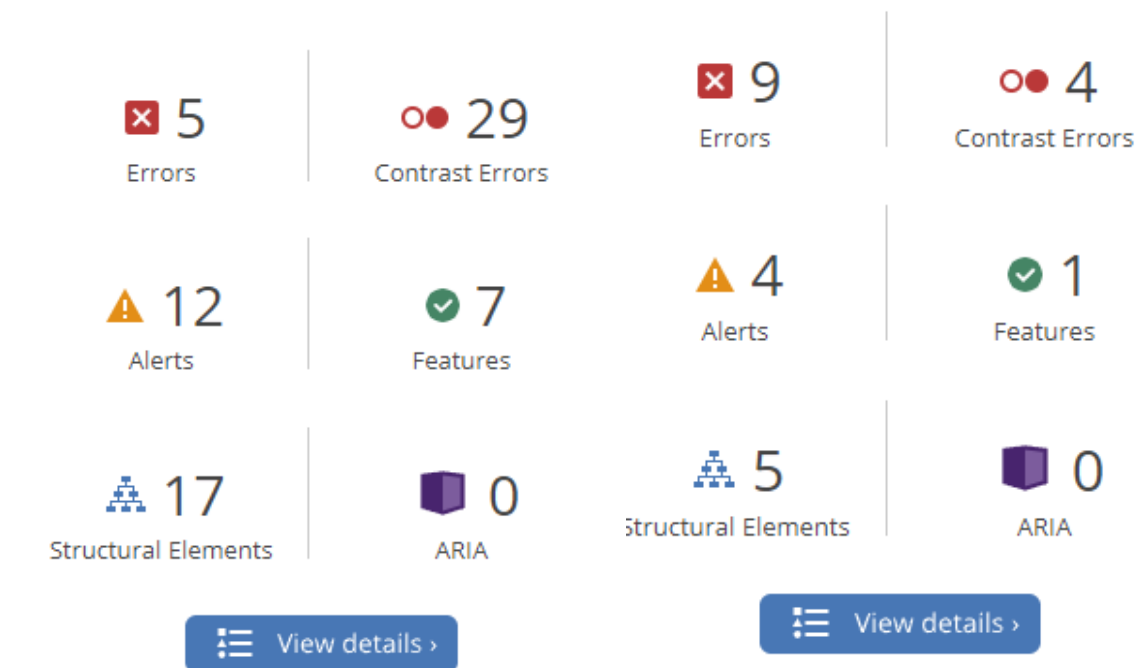 5
Errors
29
Contrast Errors
12
Alerts
7
Features
17
Structural Elements
0
ARIA
View details ›
9
Errors
4
Contrast Errors
4
Alerts
1
Features
5
Structural Elements
0
ARIA
View details ›